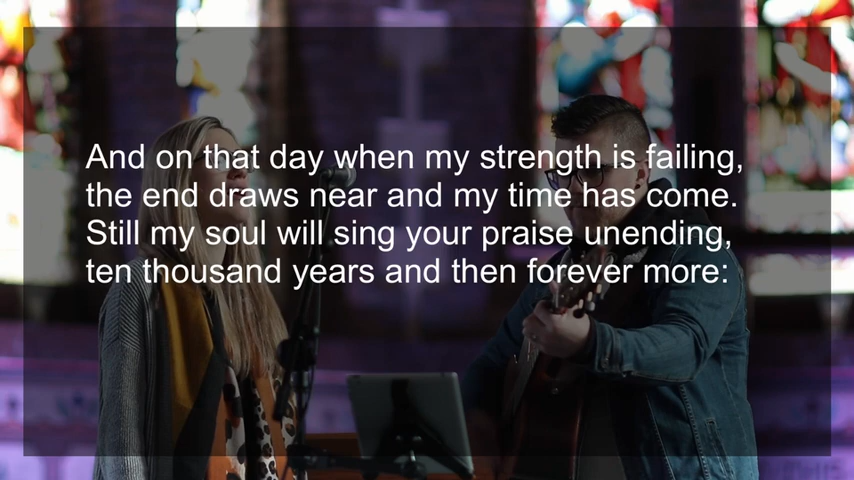 And on that day when my strength is failing,
the end draws near and my time has come.
Still my soul will sing your praise unending,
ten thousand years and then forever more: